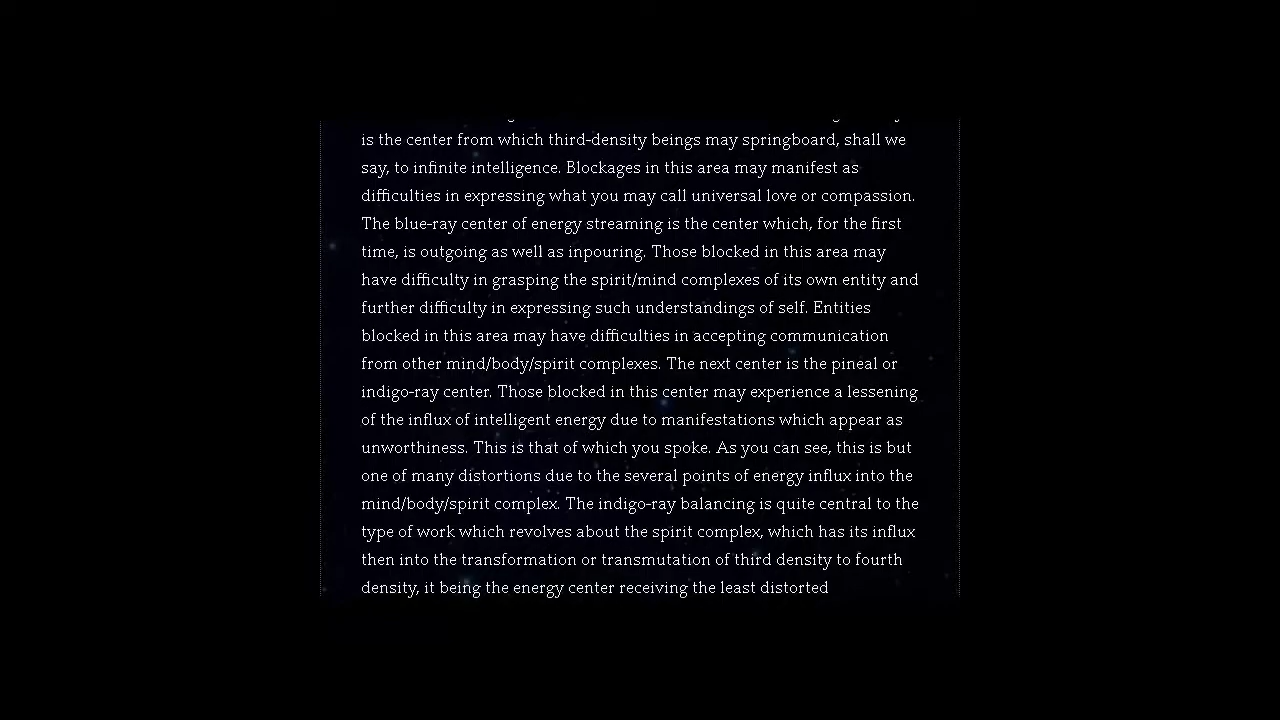 is the center from which third-density beings may springboard, shall we
say, to infinite intelligence. Blockages in this area may manifest as
difficulties in expressing what you may call universal love or compassion.
The blue-ray center of energy streaming is the center which, for the first
time, is outgoing as well as inpouring. Those blocked in this area may
have difficulty in grasping the spirit/mind complexes of its own entity and
further difficulty in expressing such understandings of self. Entities
blocked in this area may have difficulties in accepting communication
from other mind/body/spirit complexes. The next center is the pineal or
indigo-ray center. Those blocked in this center may experience a lessening
of the influx of intelligent energy due to manifestations which appear as
unworthiness. This is that of which you spoke. As you can see, this is but
one of many distortions due to the several points of energy influx into the
mind/body/spirit complex. The indigo-ray balancing is quite central to the
type of work which revolves about the spirit complex, which has its influx
then into the transformation or transmutation of third density to fourth
density, it being the energy center receiving the least distorted